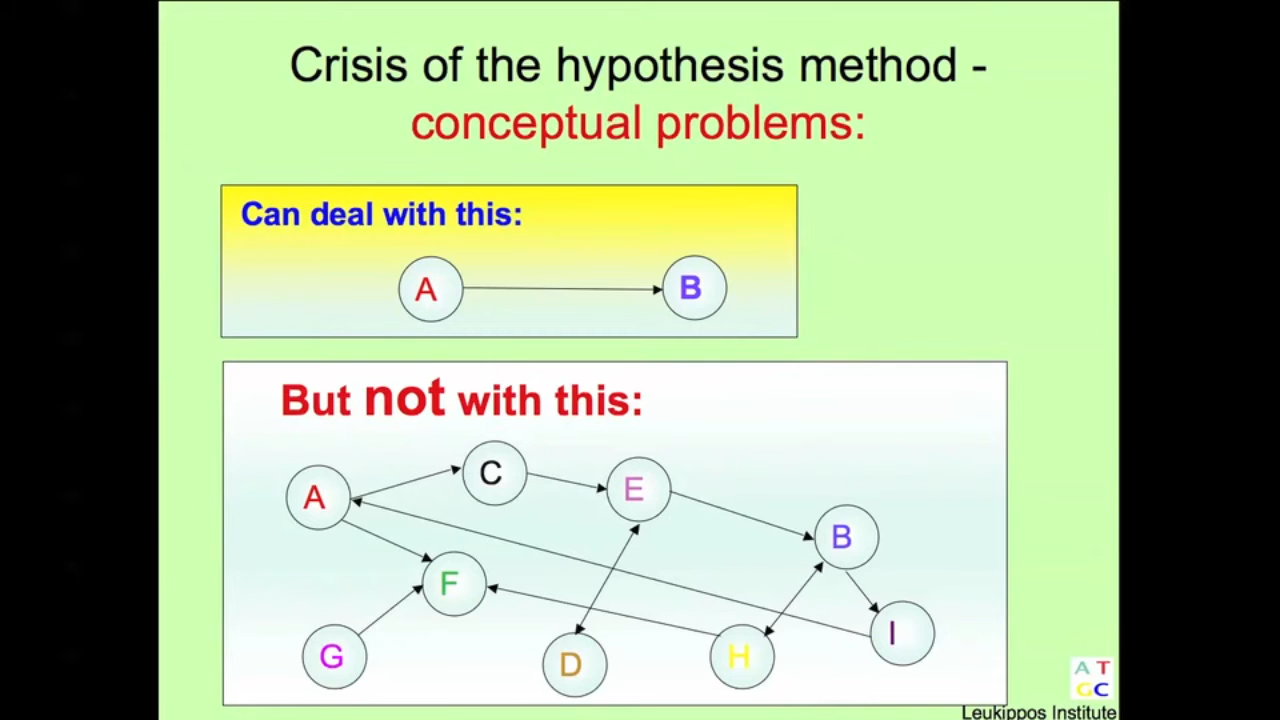 Crisis of the hypothesis method -
conceptual problems:
Can deal with this:
A
B
But not with this:
A
C
E
B
F
G
D
H
I
A T
G C
Leukippos Institute